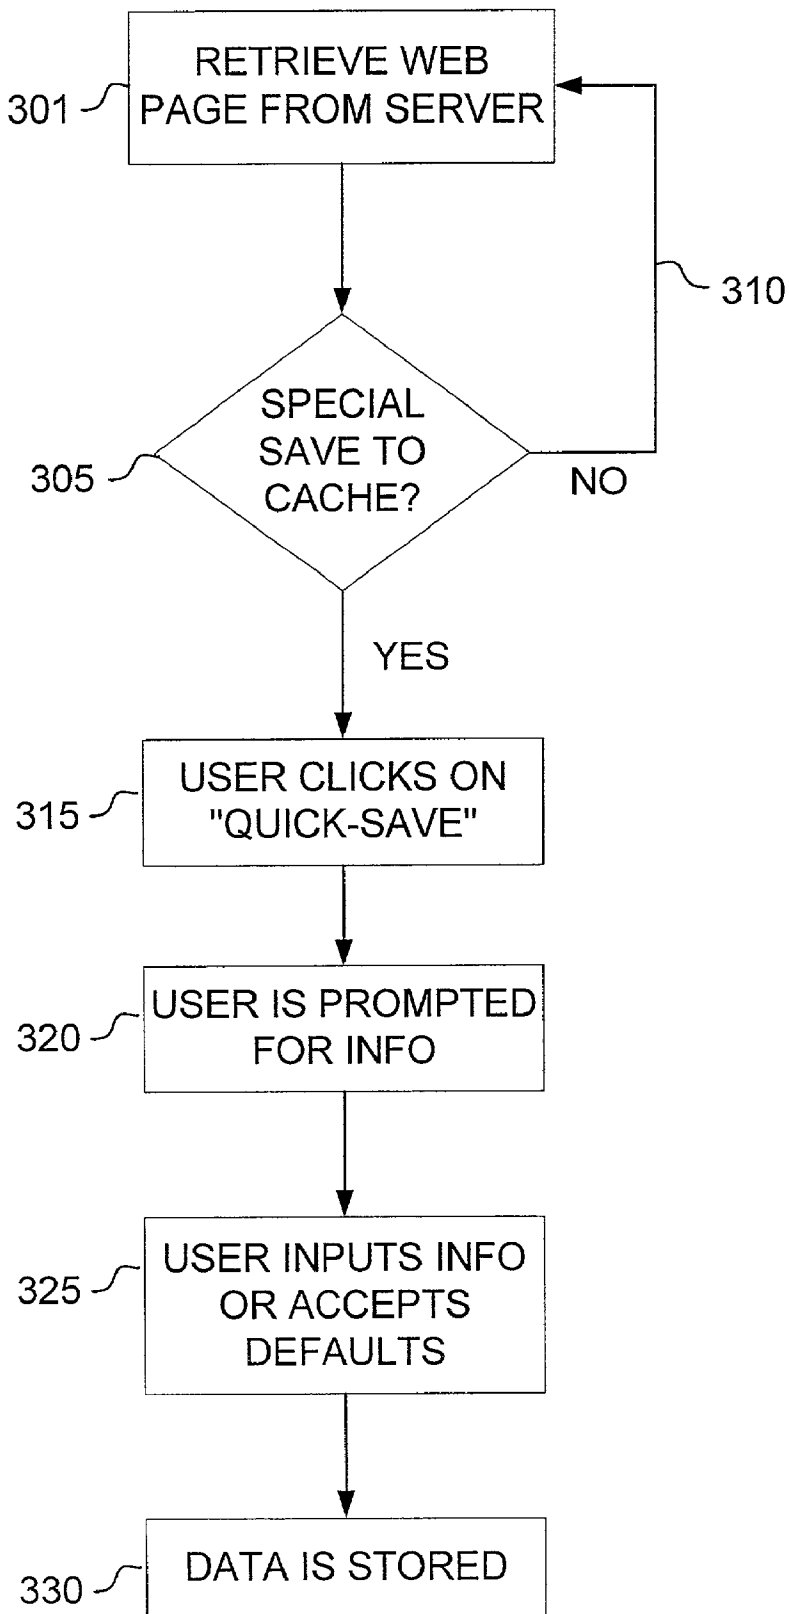 RETRIEVE WEB
PAGE FROM SERVER
301
310
SPECIAL
SAVE TO
CACHE?
305
NO
YES
USER CLICKS ON
"QUICK-SAVE"
315
USER IS PROMPTED
FOR INFO
320
USER INPUTS INFO
OR ACCEPTS
DEFAULTS
325
DATA IS STORED
330